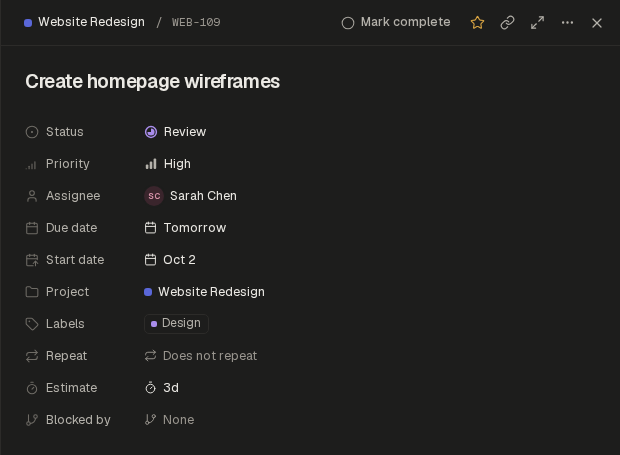 Website Redesign / WEB-109 Mark complete
Create homepage wireframes
Status Review
Priority High
Assignee SC Sarah Chen
Due date Tomorrow
Start date Oct 2
Project Website Redesign
Labels Design
Repeat Does not repeat
Estimate 3d
Blocked by None